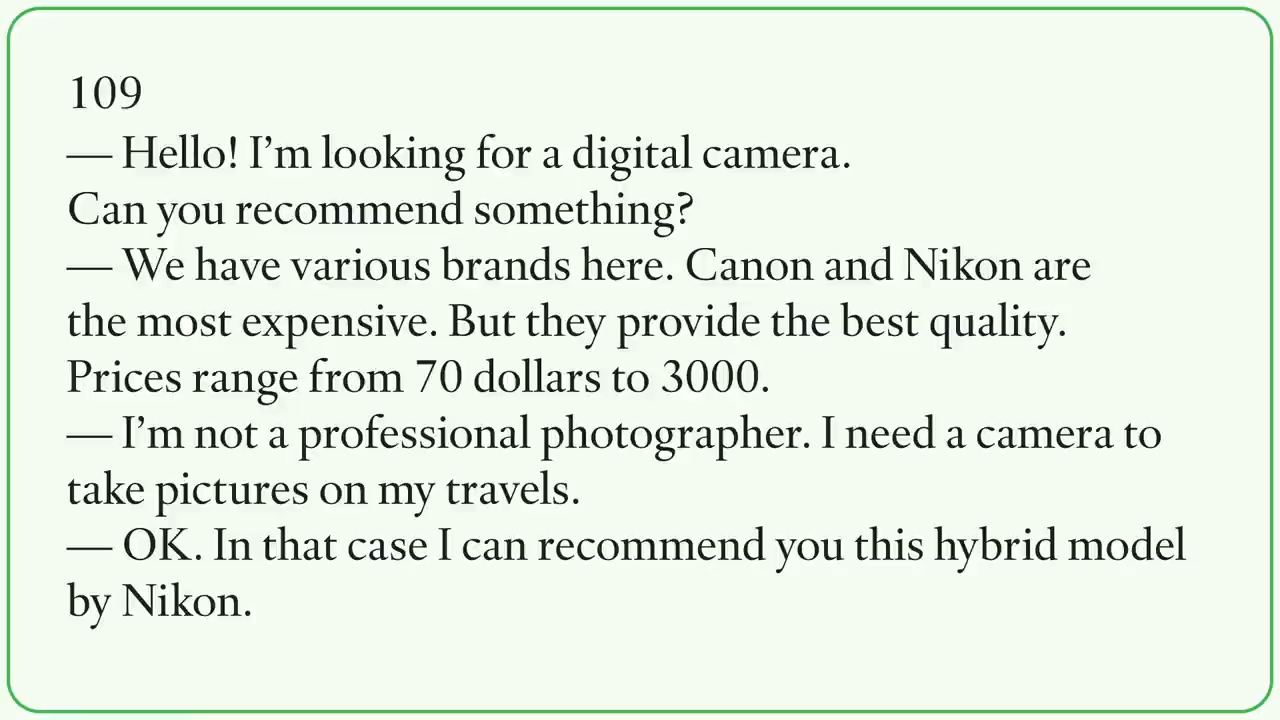 109
— Hello! I’m looking for a digital camera.
Can you recommend something?
— We have various brands here. Canon and Nikon are
the most expensive. But they provide the best quality.
Prices range from 70 dollars to 3000.
— I’m not a professional photographer. I need a camera to
take pictures on my travels.
— OK. In that case I can recommend you this hybrid model
by Nikon.